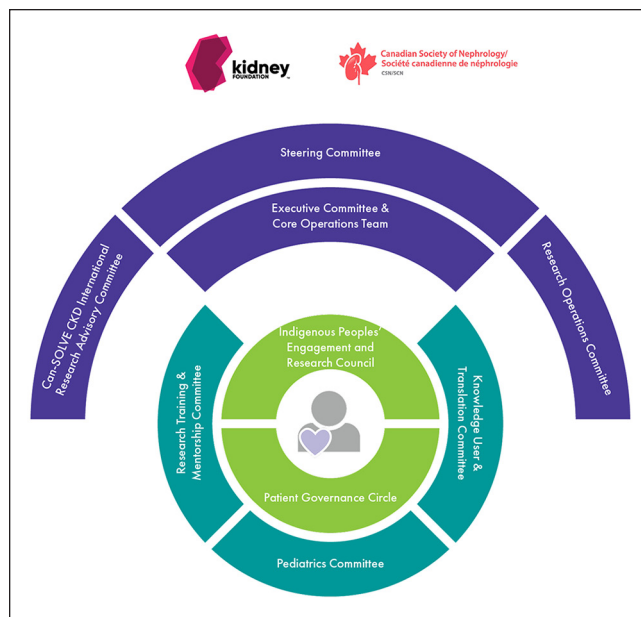 kidney
FOUNDATION
TM
Canadian Society of Nephrology/
Société canadienne de néphrologie
CSN/SCN
Steering Committee
Executive Committee &
Core Operations Team
Can-SOLVE CKD International
Research Advisory Committee
Research Operations Committee
Indigenous Peoples'
Engagement and
Research Council
Research Training &
Mentorship Committee
Knowledge User &
Translation Committee
Patient Governance Circle
Pediatrics Committee